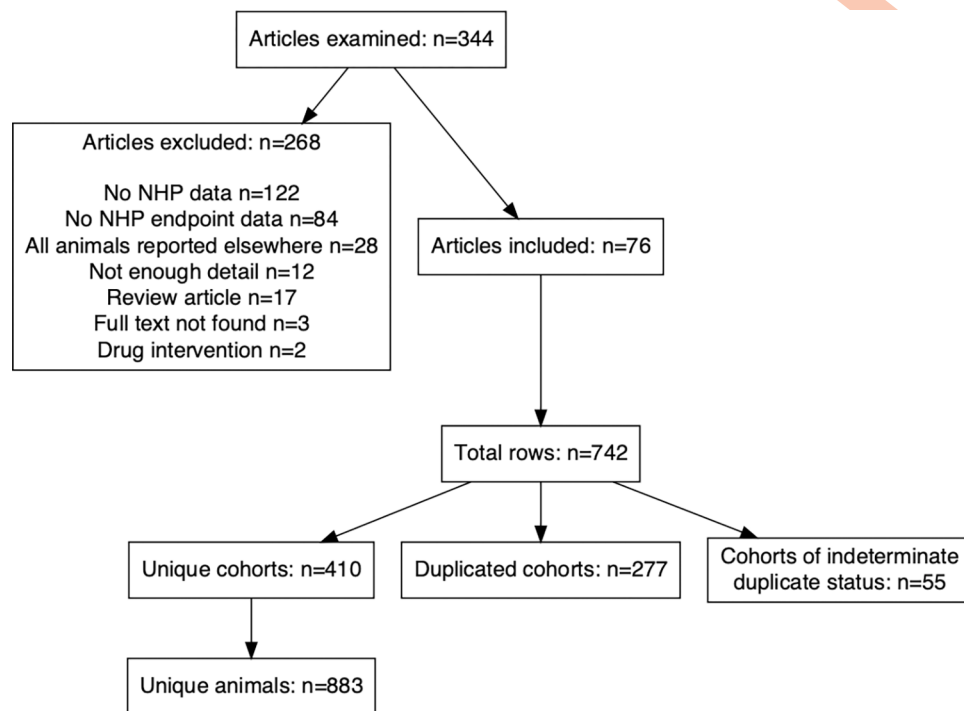 Articles examined: n=344
Articles excluded: n=268
No NHP data n=122
No NHP endpoint data n=84
All animals reported elsewhere n=28
Not enough detail n=12
Review article n=17
Full text not found n=3
Drug intervention n=2
Articles included: n=76
Total rows: n=742
Unique cohorts: n=410
Duplicated cohorts: n=277
Cohorts of indeterminate
duplicate status: n=55
Unique animals: n=883